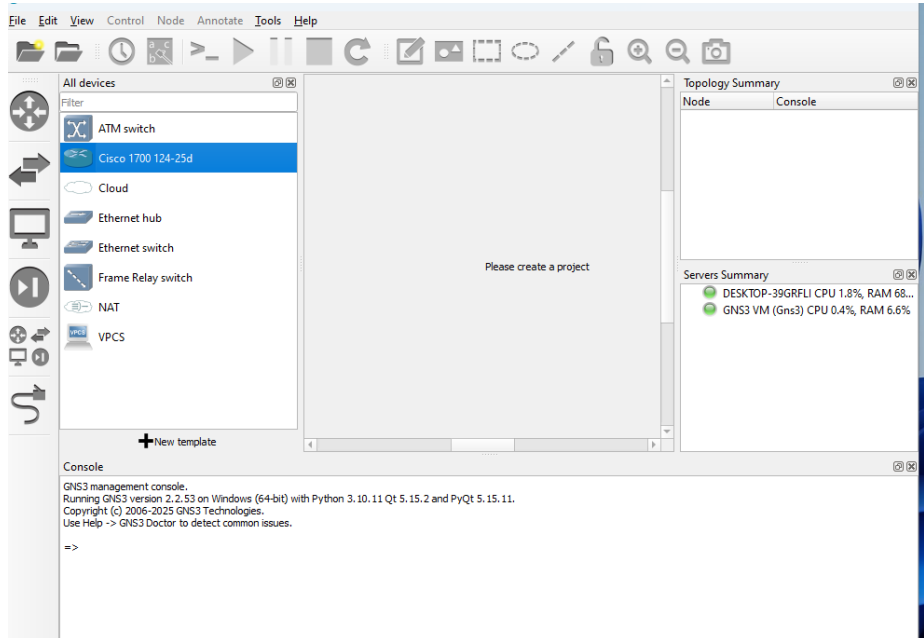 File Edit View Control Node Annotate Tools Help
All devices
Filter
ATM switch
Cisco 1700 124-25d
Cloud
Ethernet hub
Ethernet switch
Frame Relay switch
NAT
VPCS
VPCS
New template
Please create a project
Topology Summary
Node Console
Servers Summary
DESKTOP-39GRFLI CPU 1.8%, RAM 68...
GNS3 VM (Gns3) CPU 0.4%, RAM 6.6%
Console
GNS3 management console.
Running GNS3 version 2.2.53 on Windows (64-bit) with Python 3.10.11 Qt 5.15.2 and PyQt 5.15.11.
Copyright (c) 2006-2025 GNS3 Technologies.
Use Help -> GNS3 Doctor to detect common issues.
=>